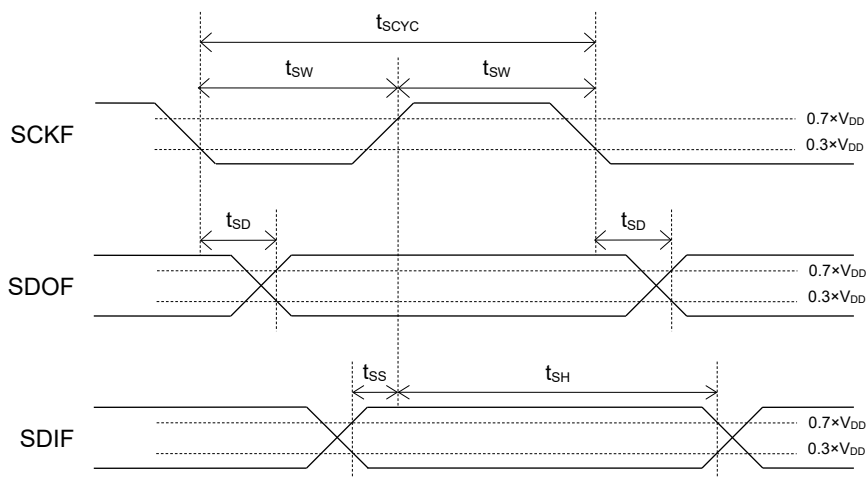 tSCYC
tSW tSW
SCKF
0.7×VDD
0.3×VDD
tSD tSD
SDOF
0.7×VDD
0.3×VDD
tSS tSH
SDIF
0.7×VDD
0.3×VDD